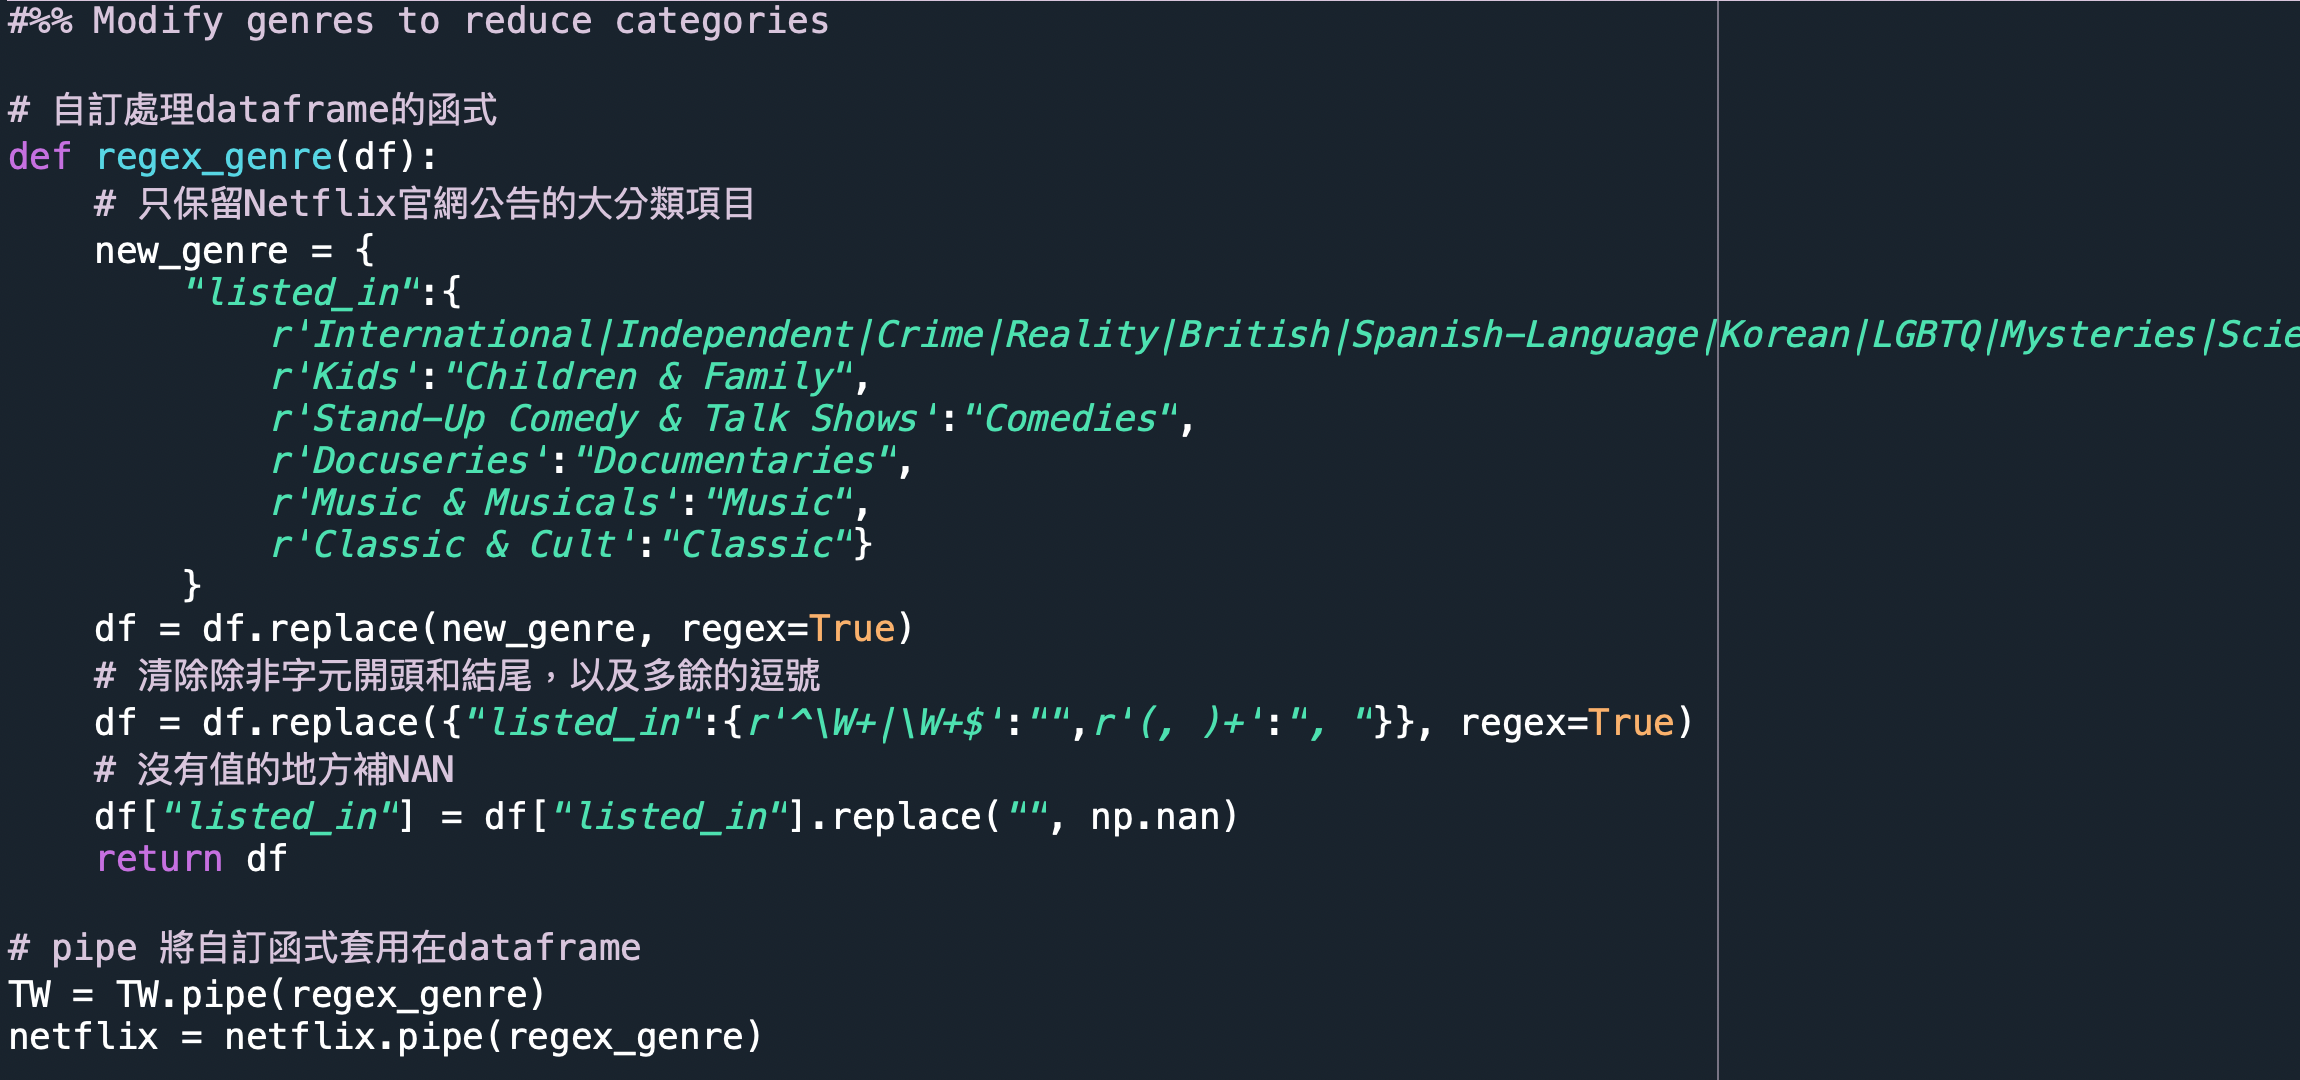 #%% Modify genres to reduce categories
# 自訂處理dataframe的函式
def regex_genre(df):
    # 只保留Netflix官網公告的大分類項目
    new_genre = {
        "listed_in":{
            r'International|Independent|Crime|Reality|British|Spanish-Language|Korean|LGBTQ|Mysteries|Scie
            r'Kids':"Children & Family",
            r'Stand-Up Comedy & Talk Shows':"Comedies",
            r'Docuseries':"Documentaries",
            r'Music & Musicals':"Music",
            r'Classic & Cult':"Classic"}
        }
    df = df.replace(new_genre, regex=True)
    # 清除除非字元開頭和結尾，以及多餘的逗號
    df = df.replace({"listed_in":{r'^\W+|\W+$':"",r'(, )+':", "}}, regex=True)
    # 沒有值的地方補NAN
    df["listed_in"] = df["listed_in"].replace("", np.nan)
    return df
# pipe 將自訂函式套用在dataframe
TW = TW.pipe(regex_genre)
netflix = netflix.pipe(regex_genre)